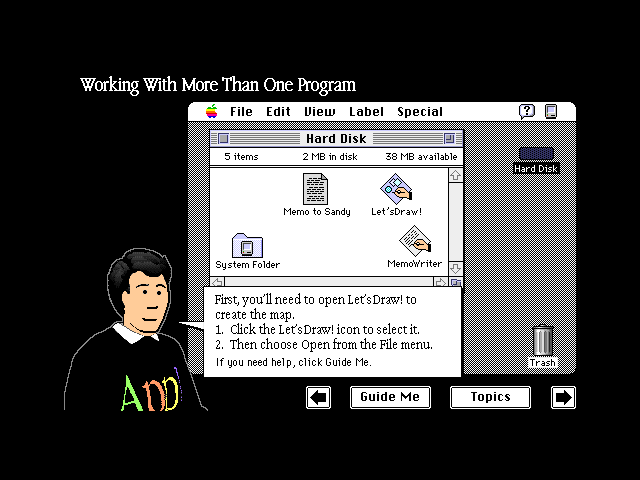 Working With More Than One Program
File Edit View Label Special
Hard Disk
5 items 2 MB in disk 38 MB available
Hard Disk
Memo to Sandy Let'sDraw!
System Folder MemoWriter
First, you'll need to open Let'sDraw! to
create the map.
1. Click the Let'sDraw! icon to select it.
2. Then choose Open from the File menu.
If you need help, click Guide Me.
Trash
Guide Me Topics